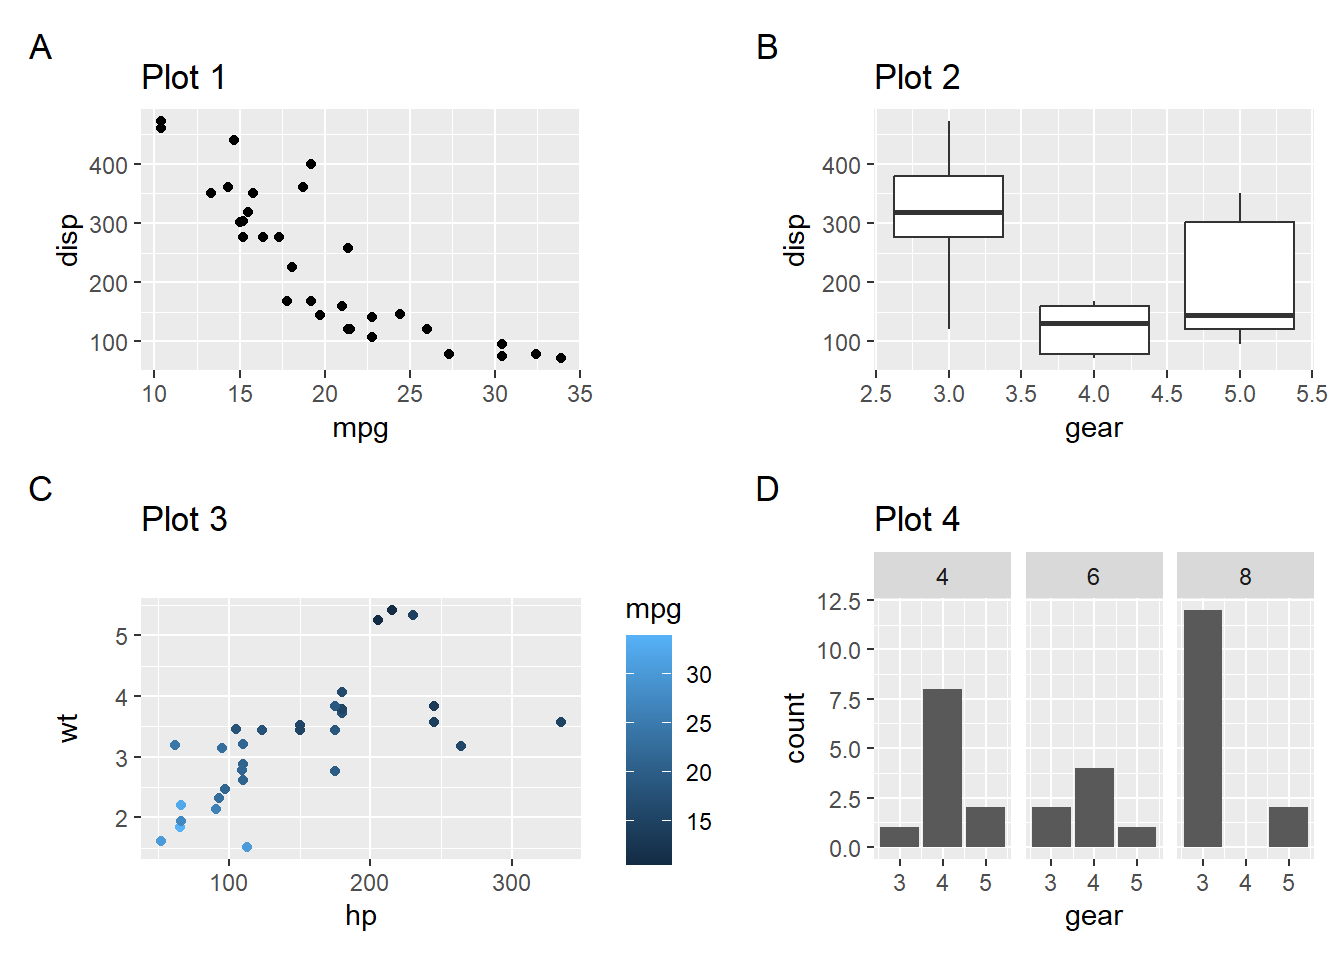 A
Plot 1
400
300
200
100
disp
10 15 20 25 30 35
mpg
B
Plot 2
400
300
200
100
disp
2.5 3.0 3.5 4.0 4.5 5.0 5.5
gear
C
Plot 3
5
4
3
2
wt
100 200 300
hp
mpg
30
25
20
15
D
Plot 4
4 6 8
12.5
10.0
7.5
5.0
2.5
0.0
count
3 4 5 3 4 5 3 4 5
gear